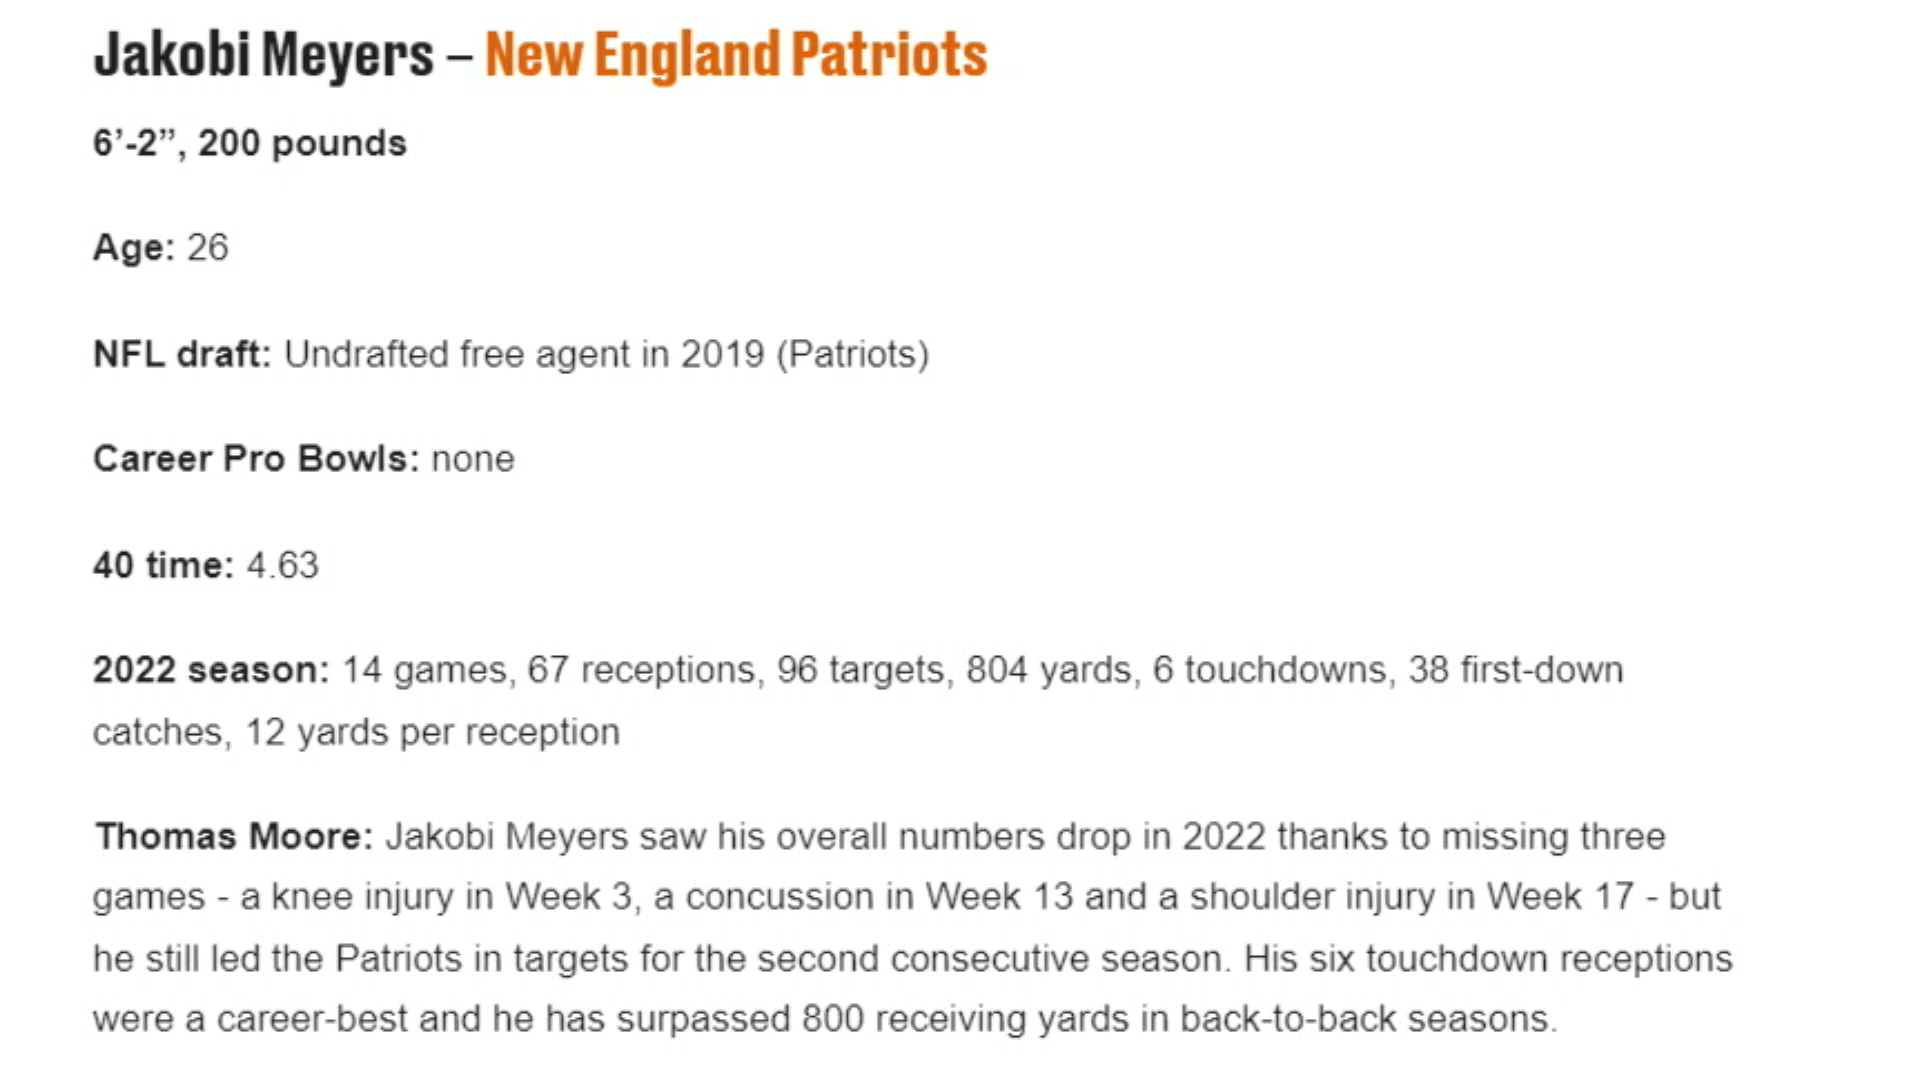 Jakobi Meyers – New England Patriots
6’-2”, 200 pounds
Age: 26
NFL draft: Undrafted free agent in 2019 (Patriots)
Career Pro Bowls: none
40 time: 4.63
2022 season: 14 games, 67 receptions, 96 targets, 804 yards, 6 touchdowns, 38 first-down
catches, 12 yards per reception
Thomas Moore: Jakobi Meyers saw his overall numbers drop in 2022 thanks to missing three
games - a knee injury in Week 3, a concussion in Week 13 and a shoulder injury in Week 17 - but
he still led the Patriots in targets for the second consecutive season. His six touchdown receptions
were a career-best and he has surpassed 800 receiving yards in back-to-back seasons.